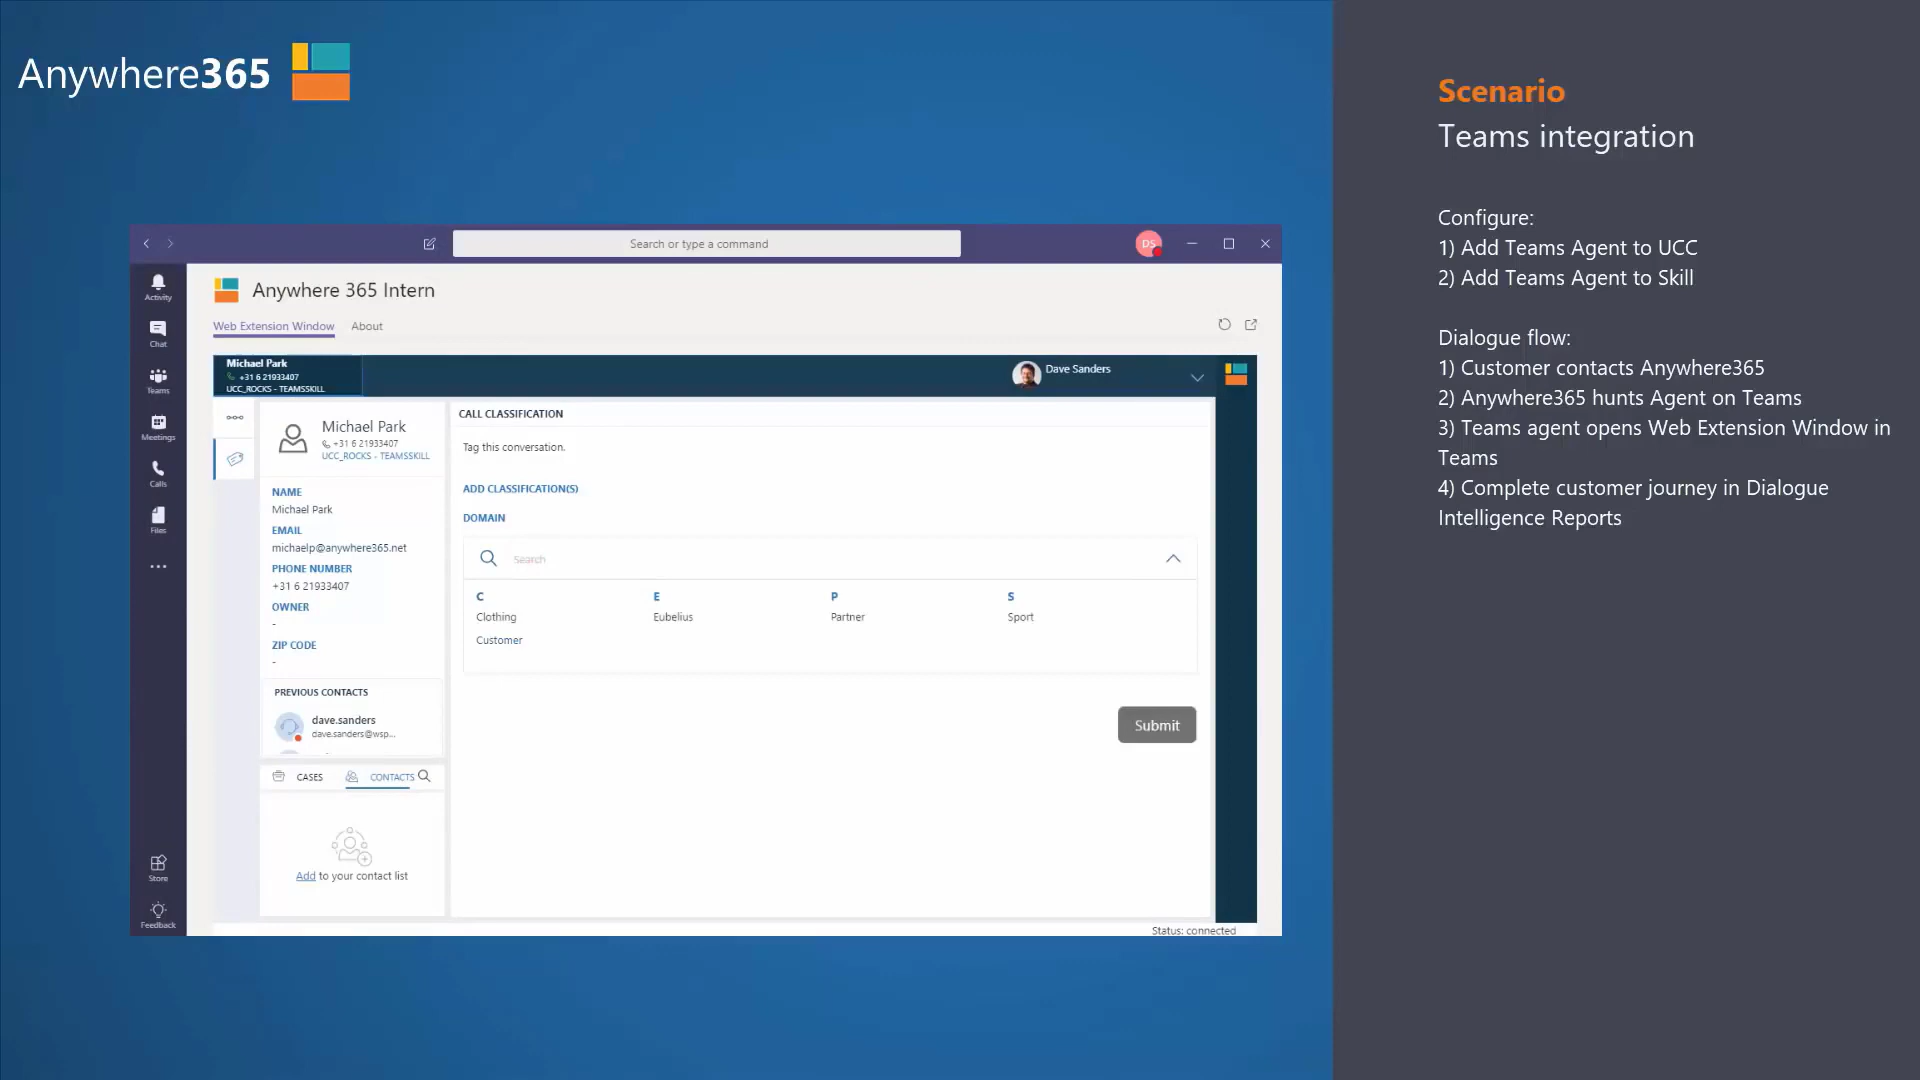 Anywhere365
Search or type a command
DS
Activity
Chat
Teams
Meetings
Calls
Files
Store
Feedback
Anywhere 365 Intern
Web Extension Window
About
Michael Park
+31 6 21933407
UCC_ROCKS - TEAMSSKILL
Dave Sanders
Michael Park
+31 6 21933407
UCC_ROCKS - TEAMSSKILL
NAME
Michael Park
EMAIL
michaelp@anywhere365.net
PHONE NUMBER
+31 6 21933407
OWNER
-
ZIP CODE
-
PREVIOUS CONTACTS
dave.sanders
dave.sanders@wsp...
CASES
CONTACTS
Add to your contact list
CALL CLASSIFICATION
Tag this conversation.
ADD CLASSIFICATION(S)
DOMAIN
Search
C
Clothing
Customer
E
Eubelius
P
Partner
S
Sport
Submit
Status: connected
Scenario
Teams integration
Configure:
1) Add Teams Agent to UCC
2) Add Teams Agent to Skill
Dialogue flow:
1) Customer contacts Anywhere365
2) Anywhere365 hunts Agent on Teams
3) Teams agent opens Web Extension Window in
Teams
4) Complete customer journey in Dialogue
Intelligence Reports